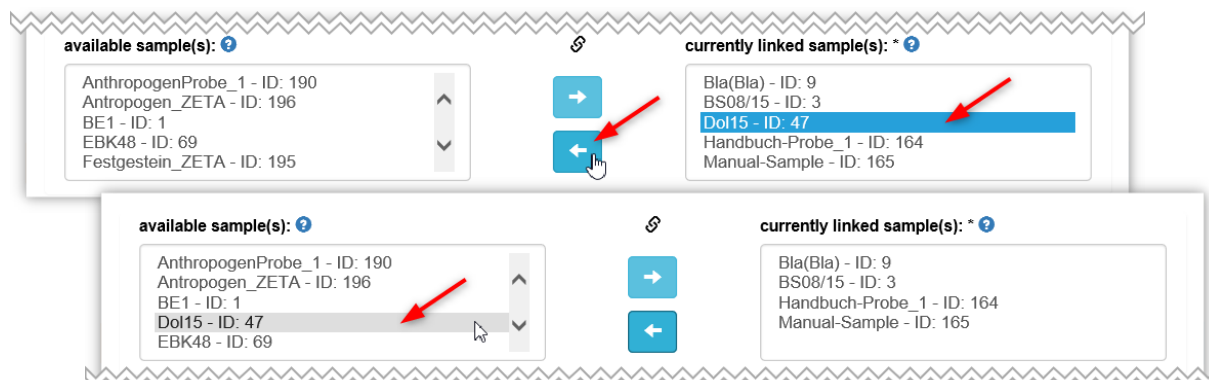 available sample(s): ?
currently linked sample(s): * ?
AnthropogenProbe_1 - ID: 190
Antropogen_ZETA - ID: 196
BE1 - ID: 1
EBK48 - ID: 69
Festgestein_ZETA - ID: 195
Bla(Bla) - ID: 9
BS08/15 - ID: 3
Dol15 - ID: 47
Handbuch-Probe_1 - ID: 164
Manual-Sample - ID: 165
available sample(s): ?
currently linked sample(s): * ?
AnthropogenProbe_1 - ID: 190
Antropogen_ZETA - ID: 196
BE1 - ID: 1
Dol15 - ID: 47
EBK48 - ID: 69
Bla(Bla) - ID: 9
BS08/15 - ID: 3
Handbuch-Probe_1 - ID: 164
Manual-Sample - ID: 165